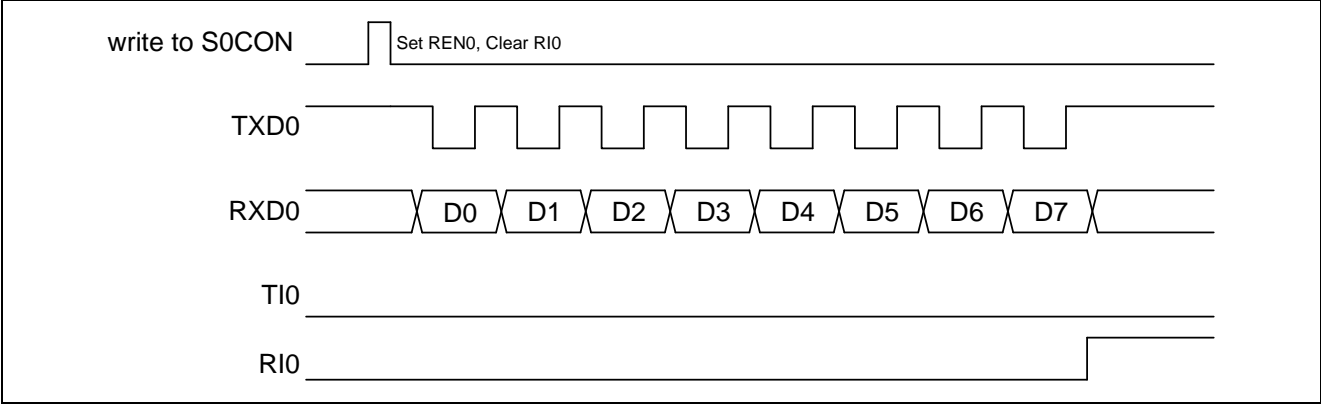 write to S0CON Set REN0, Clear RI0
TXD0
RXD0 D0 D1 D2 D3 D4 D5 D6 D7
TI0
RI0